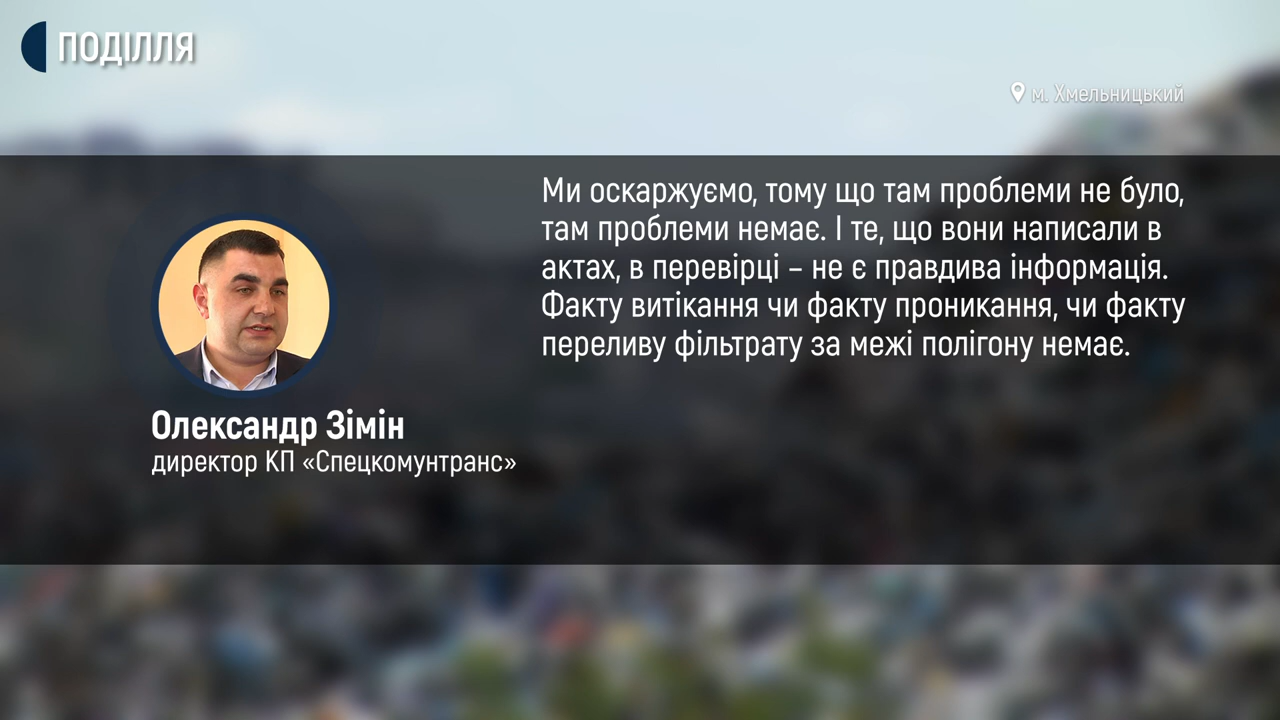 ПОДІЛЛЯ
м. Хмельницький
Ми оскаржуємо, тому що там проблеми не було,
там проблеми немає. І те, що вони написали в
актах, в перевірці – не є правдива інформація.
Факту витікання чи факту проникання, чи факту
переливу фільтрату за межі полігону немає.
Олександр Зімін
директор КП «Спецкомунтранс»